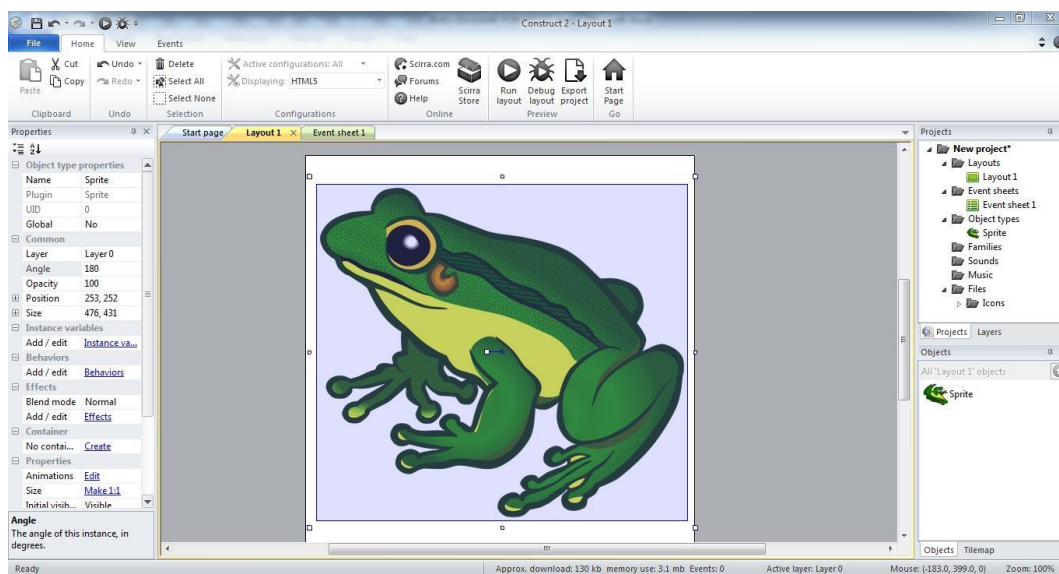 Construct 2 - Layout 1
File Home View Events
Cut
Copy
Paste
Clipboard
Undo
Redo
Undo
Delete
Select All
Select None
Selection
Active configurations: All
Displaying: HTML5
Configurations
Scirra.com
Forums
Help
Scirra Store
Online
Run layout
Debug layout
Export project
Preview
Start Page
Go
Properties
Object type properties
Name Sprite
Plugin Sprite
UID 0
Global No
Common
Layer Layer 0
Angle 180
Opacity 100
Position 253, 252
Size 476, 431
Instance variables
Add / edit Instance va...
Behaviors
Add / edit Behaviors
Effects
Blend mode Normal
Add / edit Effects
Container
No contai... Create
Properties
Animations Edit
Size Make 1:1
Initial visib... Visible
Angle
The angle of this instance, in
degrees.
Start page Layout 1 Event sheet 1
Projects
New project*
Layouts
Layout 1
Event sheets
Event sheet 1
Object types
Sprite
Families
Sounds
Music
Files
Icons
Projects Layers
Objects
All 'Layout 1' objects
Sprite
Objects Tilemap
Ready Approx. download: 130 kb memory use: 3.1 mb Events: 0 Active layer: Layer 0 Mouse: (-183.0, 399.0, 0) Zoom: 100%